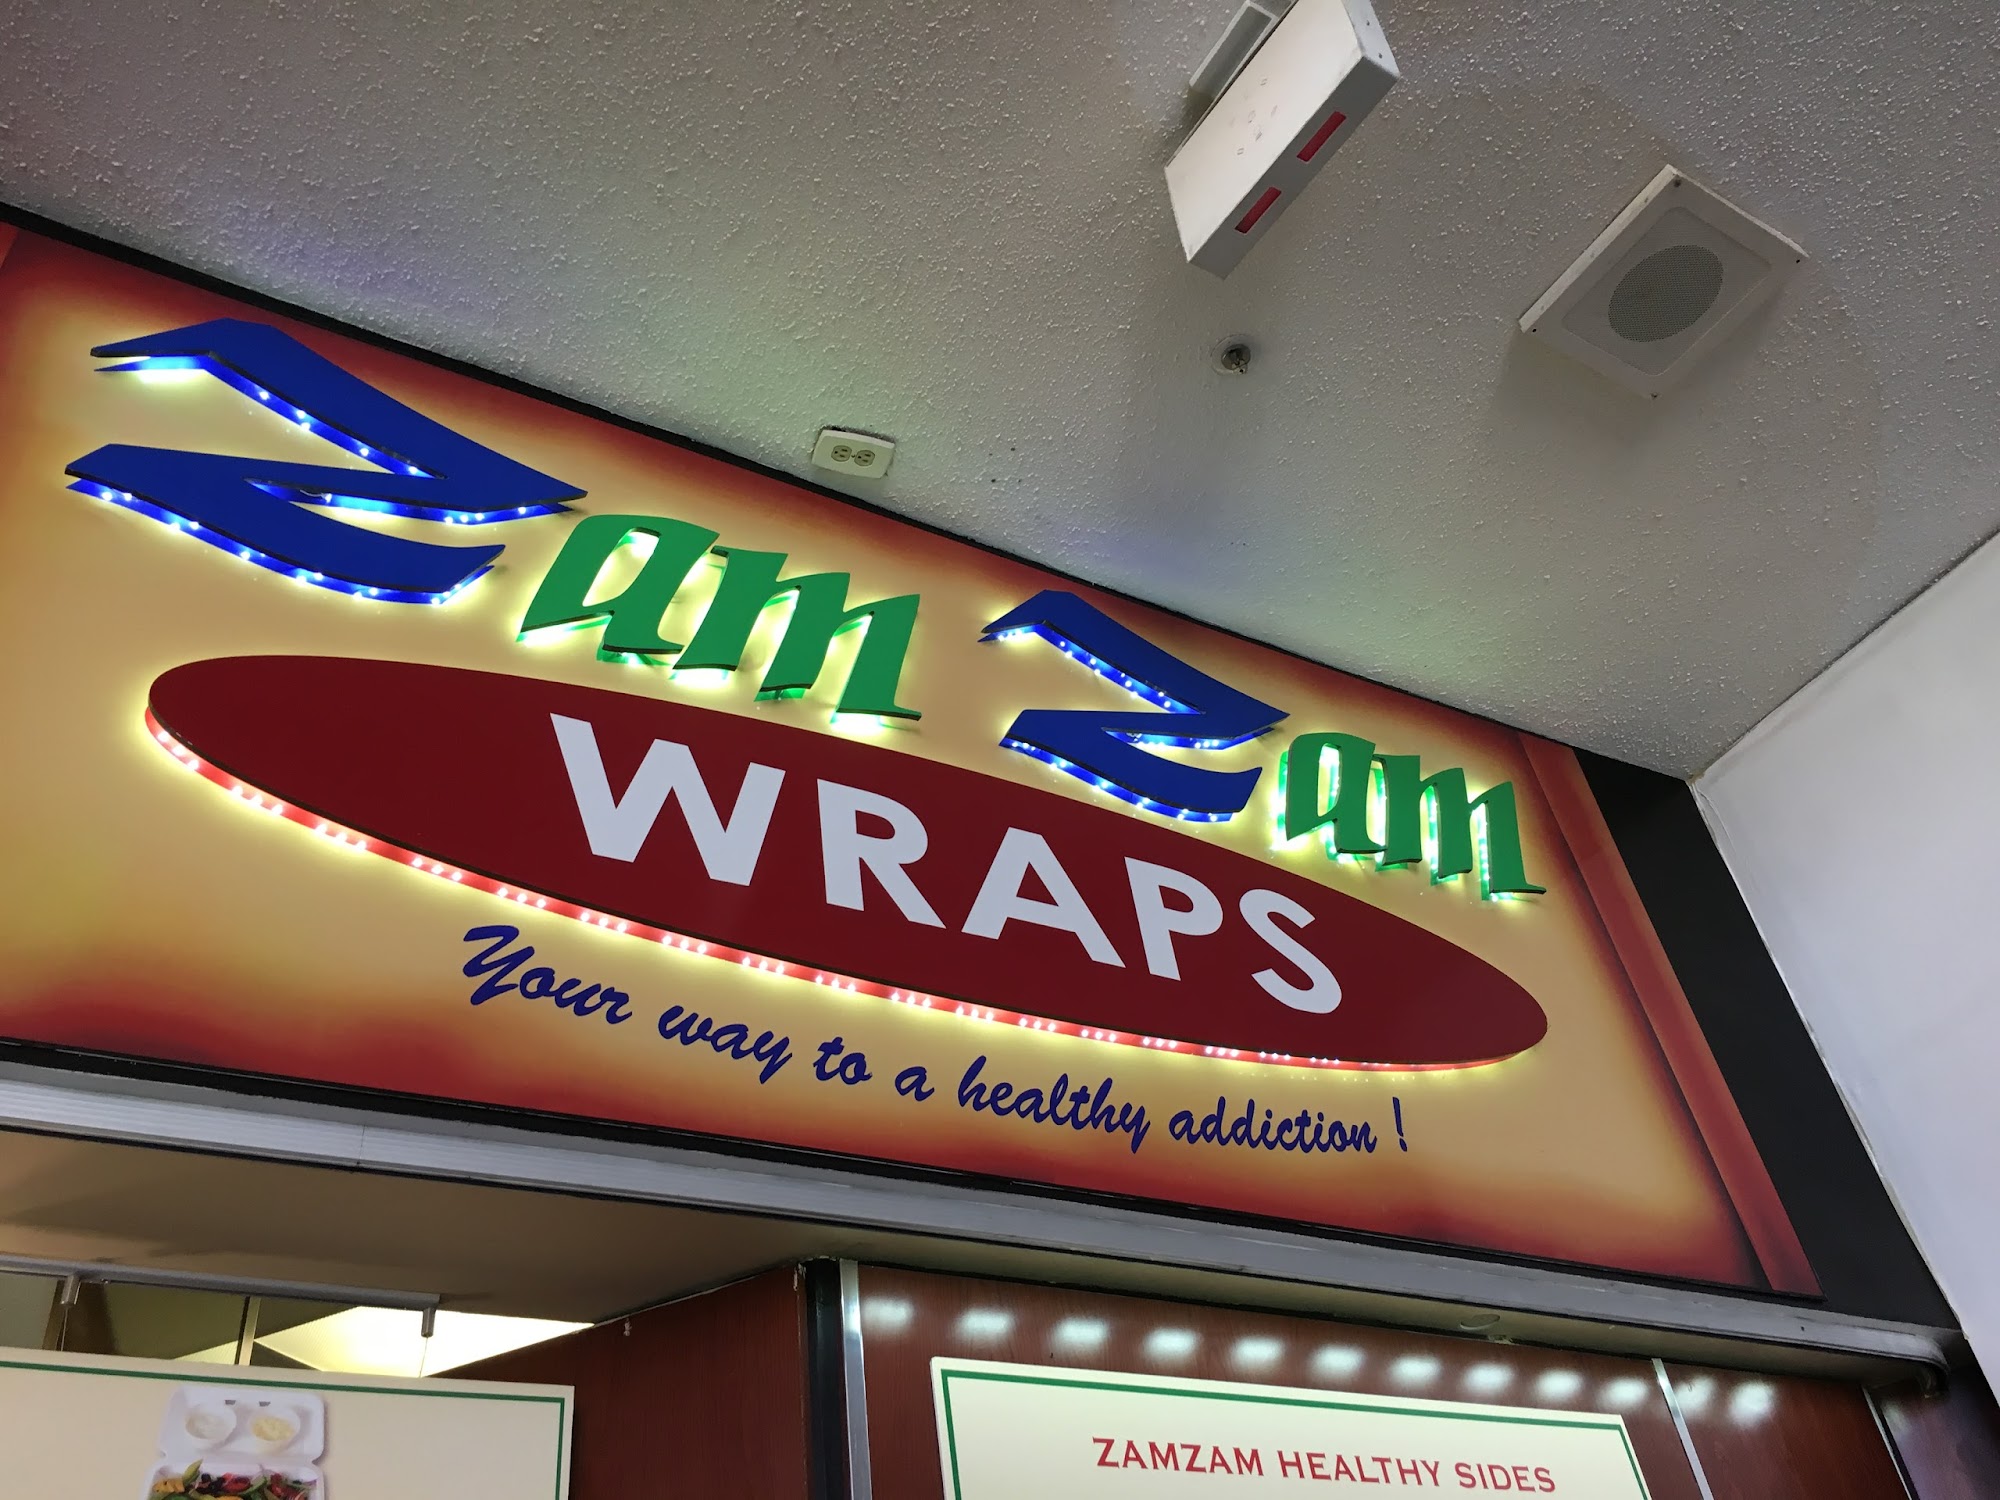 Zam Zam
WRAPS
Your way to a healthy addiction !
ZAMZAM HEALTHY SIDES